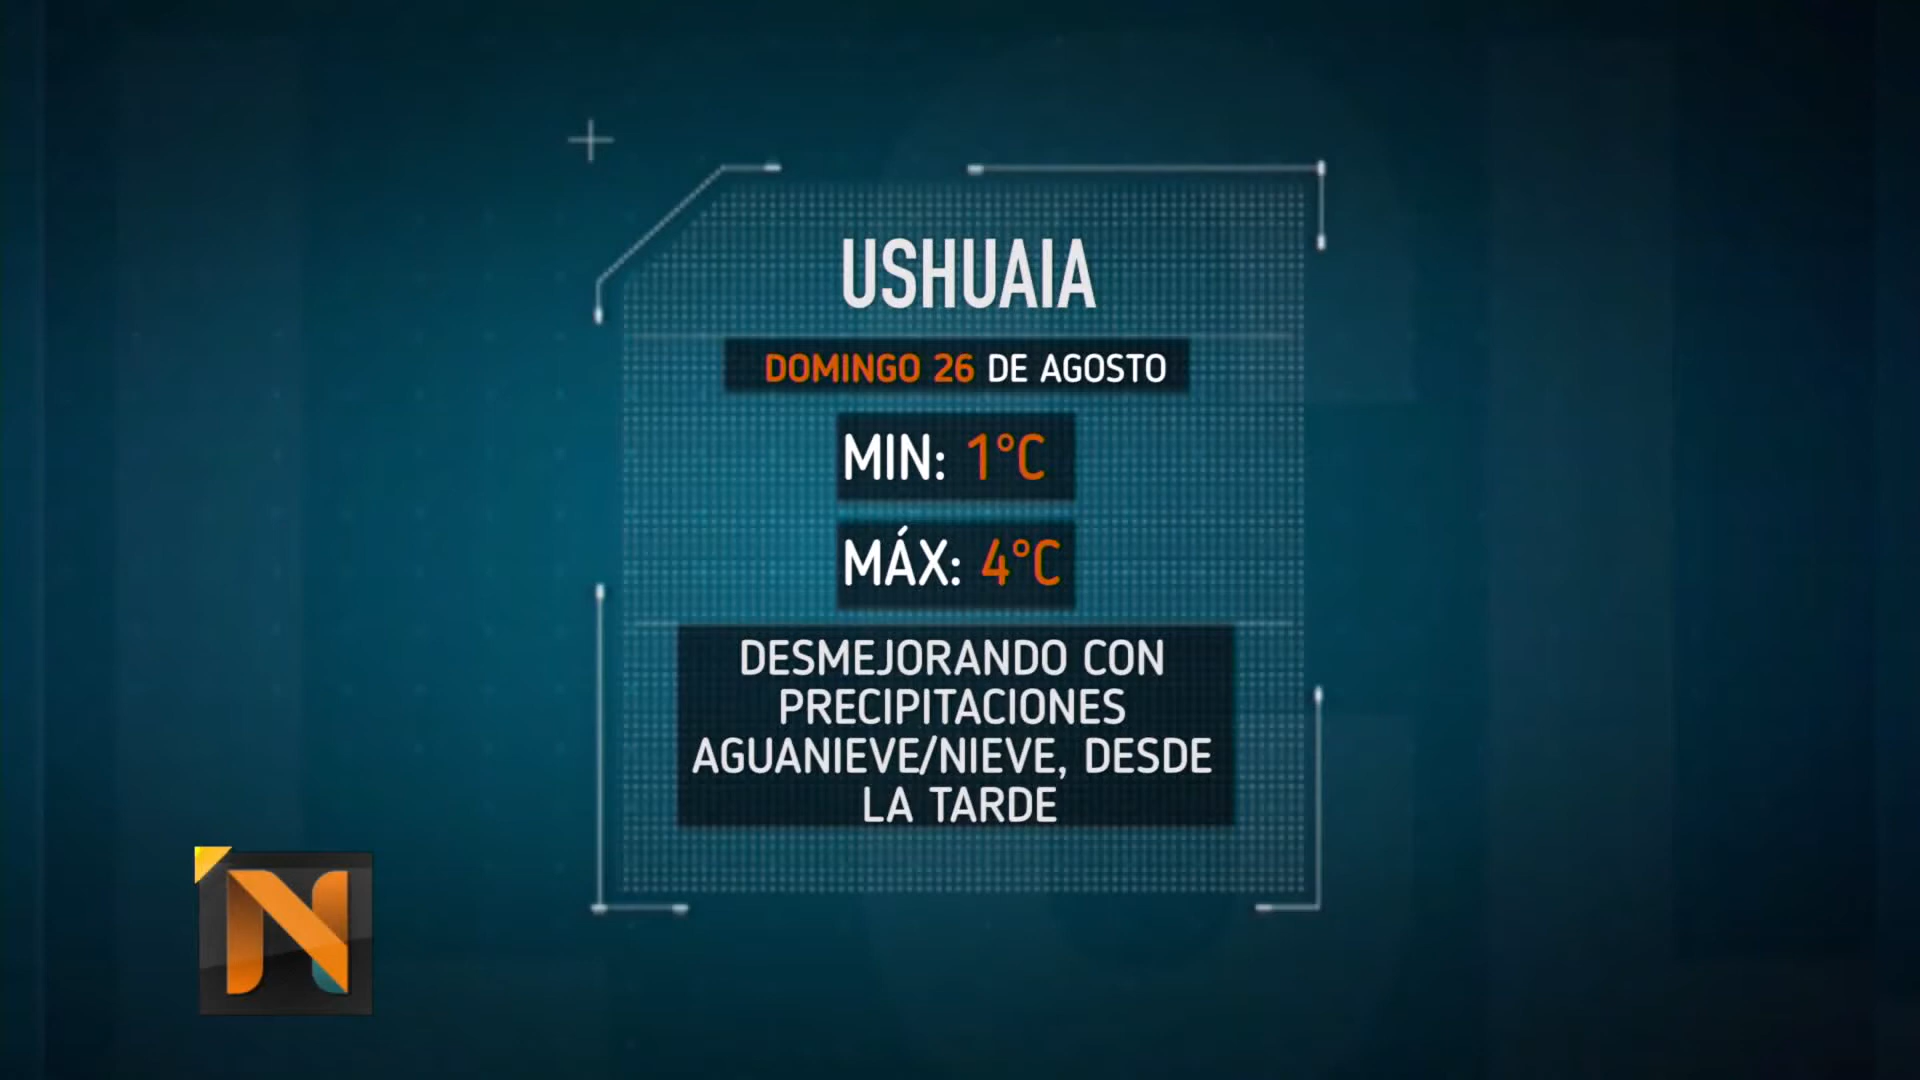 USHUAIA
DOMINGO 26 DE AGOSTO
MIN: 1°C
MÁX: 4°C
DESMEJORANDO CON
PRECIPITACIONES
AGUANIEVE/NIEVE, DESDE
LA TARDE
N